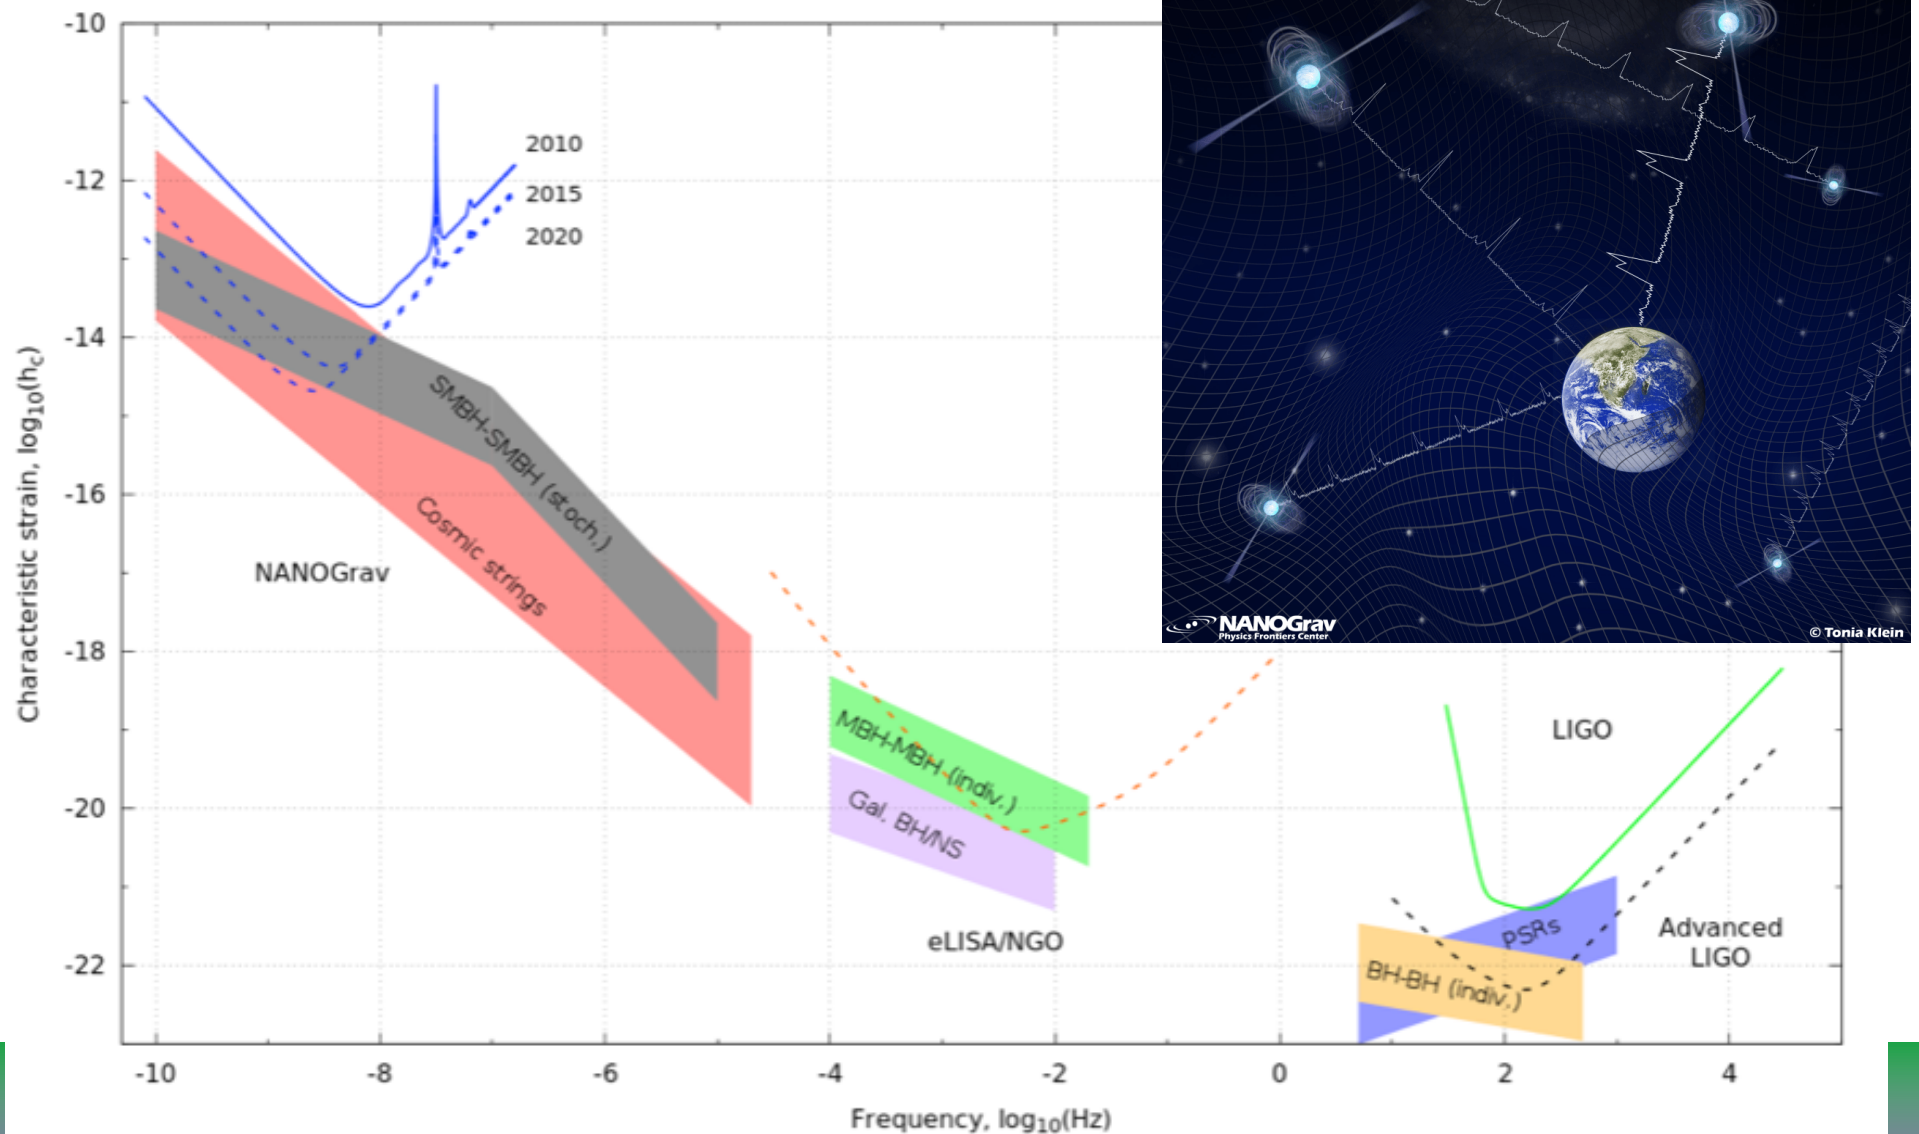 -10
-12
-14
-16
-18
-20
-22
Characteristic strain, log10(hc)
2010
2015
2020
SMBH-SMBH (stoch.)
Cosmic strings
NANOGrav
MBH-MBH (indiv.)
Gal. BH/NS
eLISA/NGO
NANOGrav
Physics Frontiers Center
© Tonia Klein
LIGO
PSRs
BH-BH (indiv.)
Advanced
LIGO
-10 -8 -6 -4 -2 0 2 4
Frequency, log10(Hz)